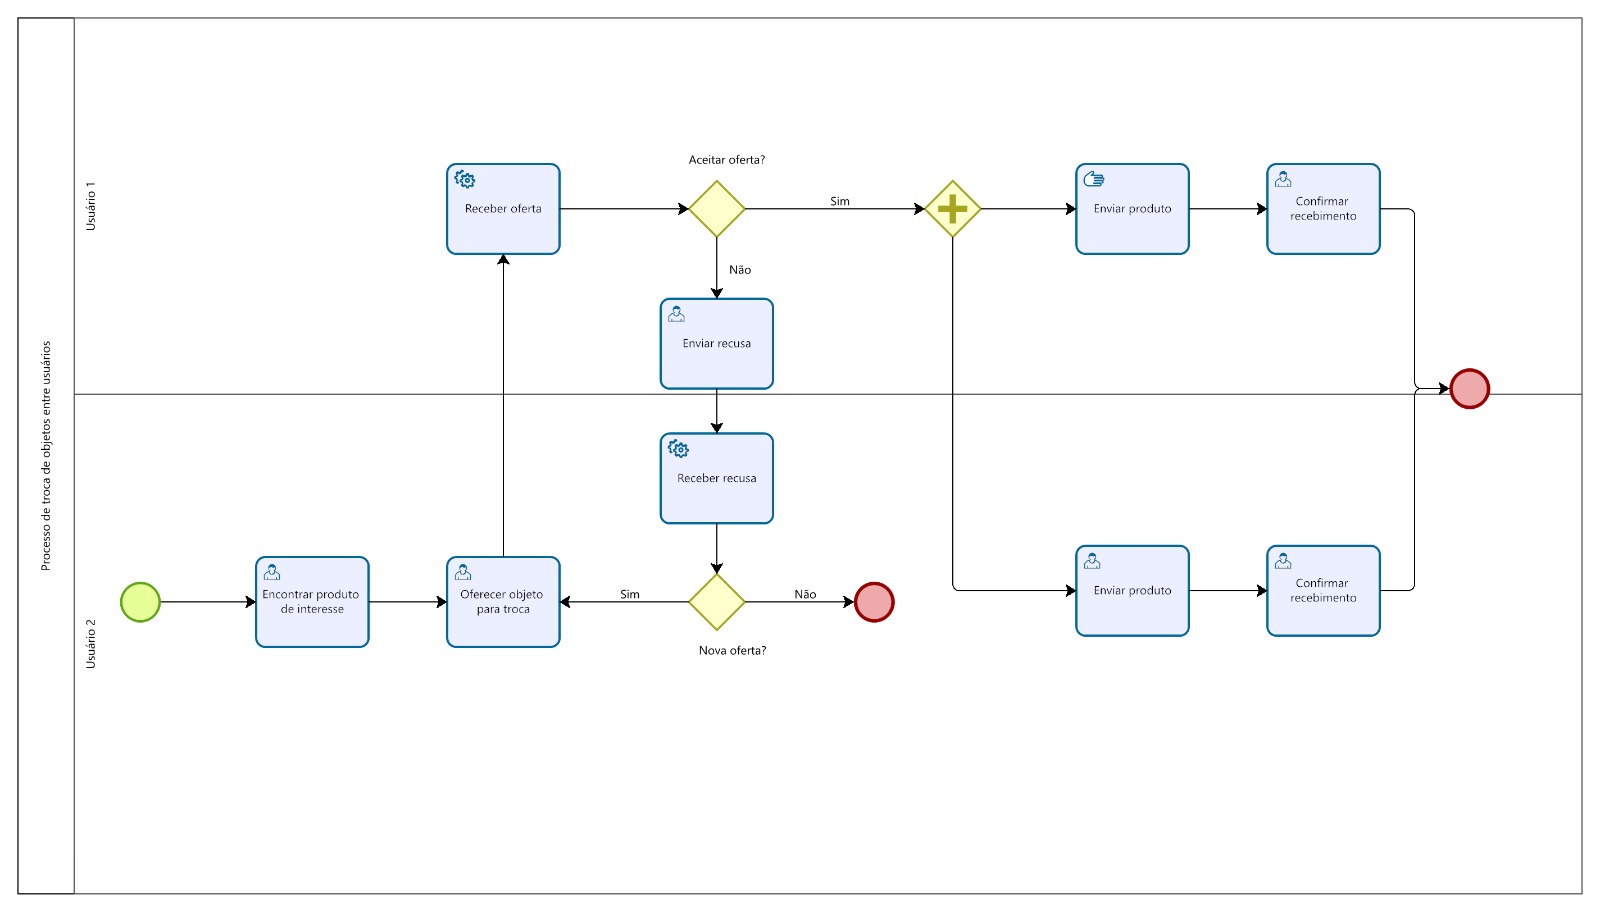 Processo de troca de objetos entre usuários
Usuário 1
Aceitar oferta?
Receber oferta
Sim
Enviar produto
Confirmar
recebimento
Não
Enviar recusa
Usuário 2
Receber recusa
Encontrar produto
de interesse
Oferecer objeto
para troca
Sim
Não
Nova oferta?
Enviar produto
Confirmar
recebimento